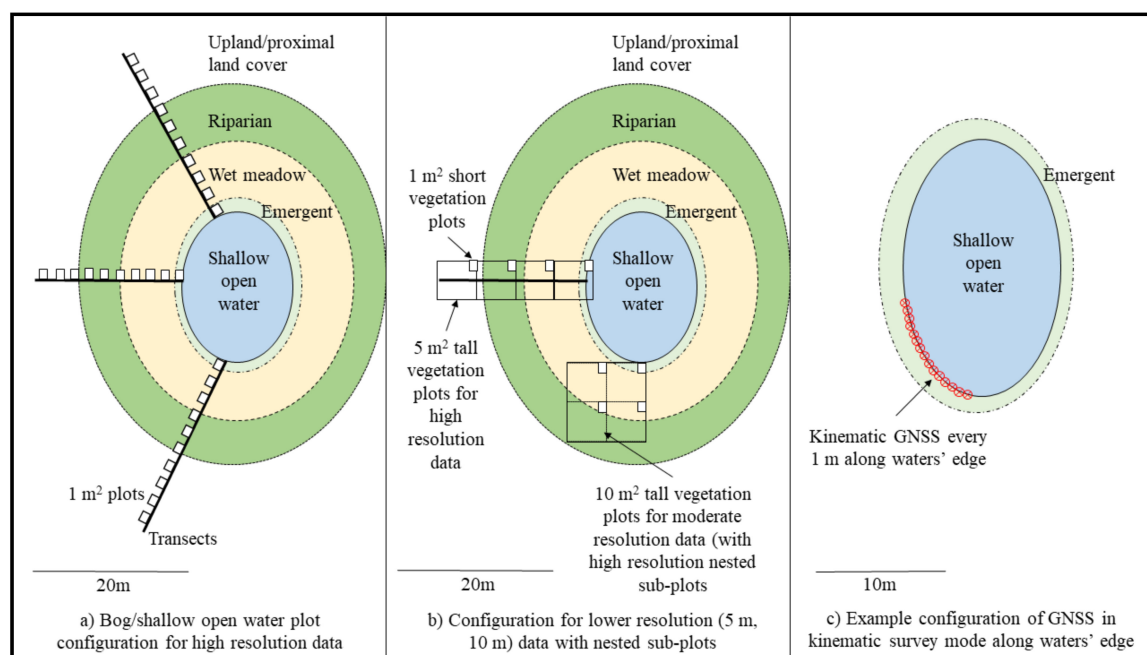 Upland/proximal
land cover
Riparian
Wet meadow
Emergent
Shallow
open
water
1 m² plots
Transects
20m
a) Bog/shallow open water plot
configuration for high resolution data
Upland/proximal
land cover
Riparian
1 m² short
vegetation
plots
Wet meadow
Emergent
Shallow
open
water
5 m² tall
vegetation
plots for
high
resolution
data
10 m² tall vegetation
plots for moderate
resolution data (with
high resolution nested
sub-plots
20m
b) Configuration for lower resolution (5 m,
10 m) data with nested sub-plots
Emergent
Shallow
open
water
Kinematic GNSS every
1 m along waters’ edge
10m
c) Example configuration of GNSS in
kinematic survey mode along waters’ edge